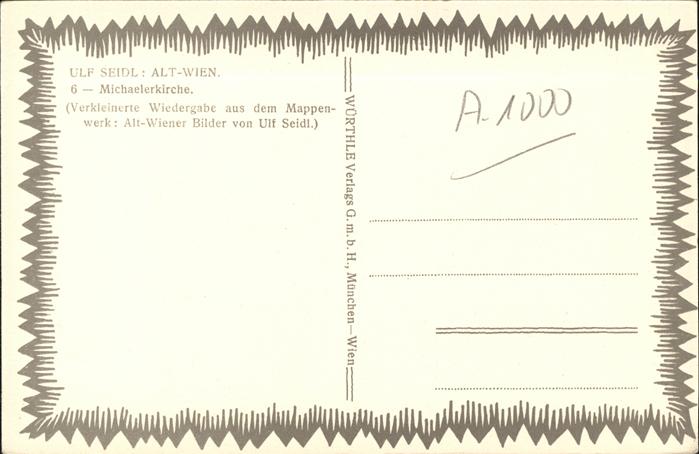 ULF SEIDL: ALT-WIEN.
6 — Michaelerkirche.
(Verkleinerte Wiedergabe aus dem Mappen-
werk: Alt-Wiener Bilder von Ulf Seidl.)
WÜRTHLE Verlags G. m. b. H., München—Wien
A-1000